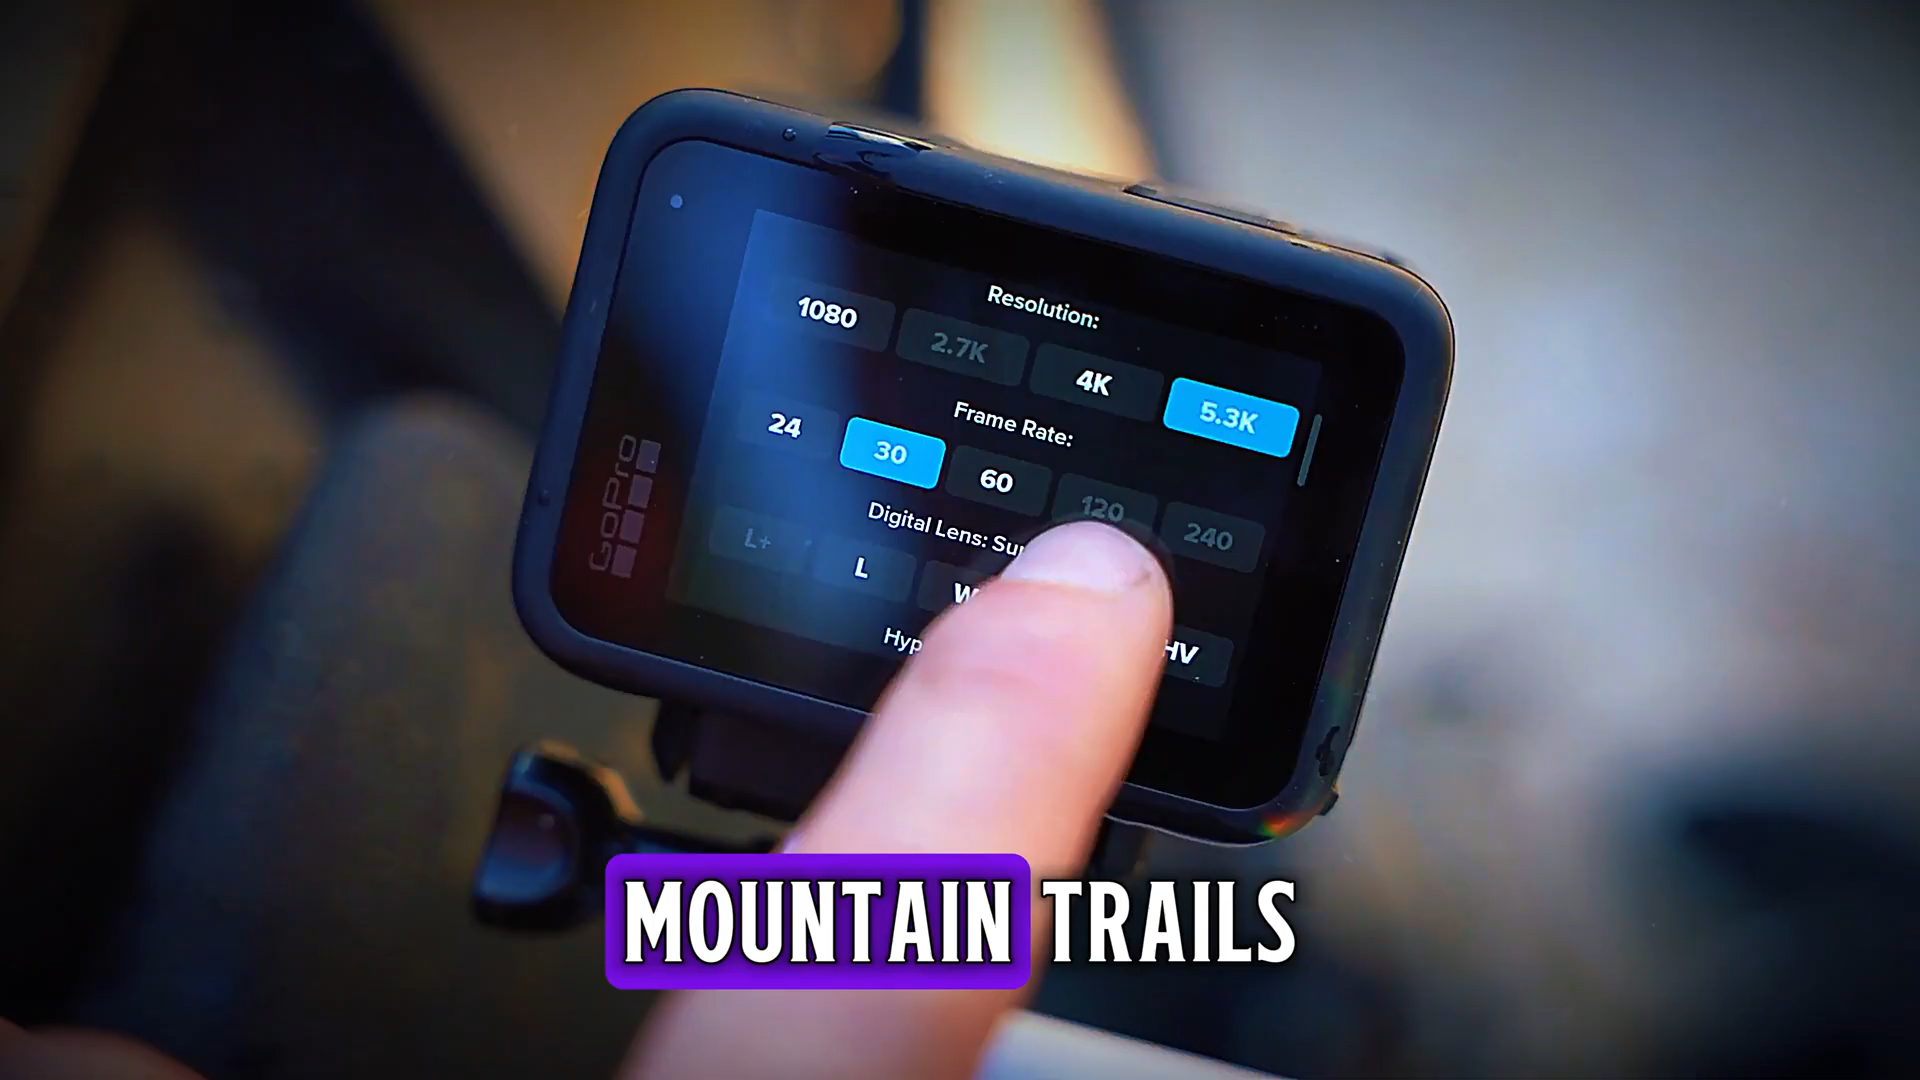 Resolution:
1080 2.7K 4K 5.3K
Frame Rate:
24 30 60 120 240
Digital Lens:
L+ L HV
GoPro
MOUNTAIN TRAILS